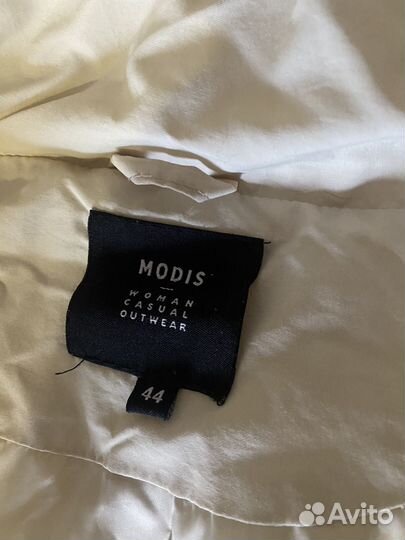 MODIS
WOMAN
CASUAL
OUTWEAR
44
Avito